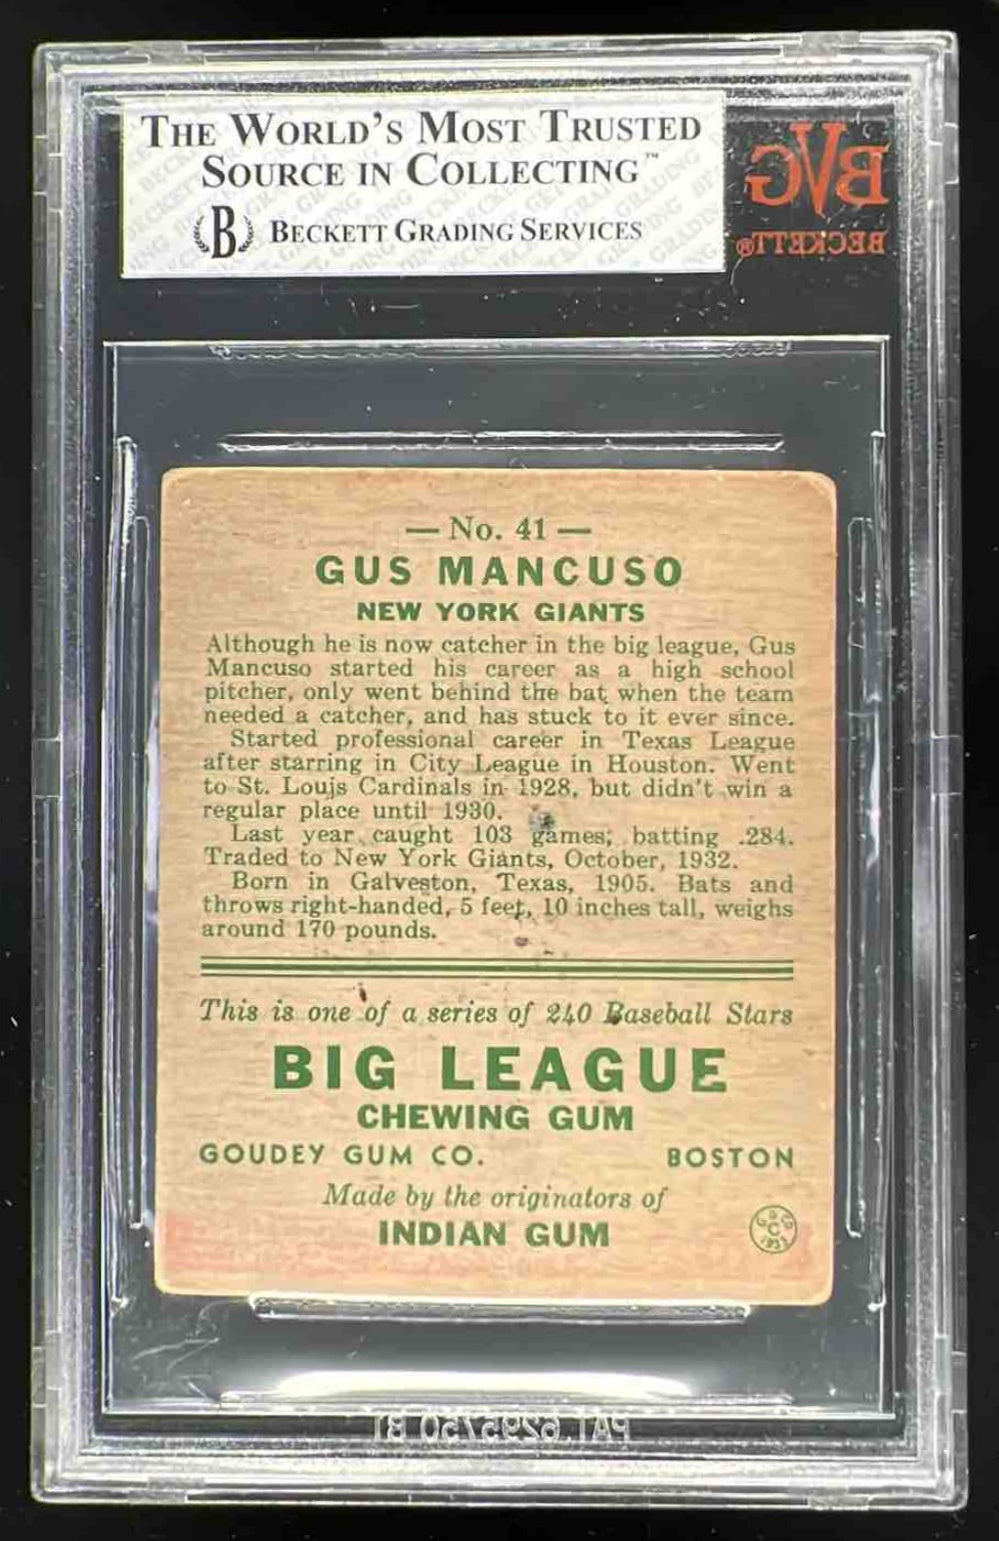 THE WORLD'S MOST TRUSTED
SOURCE IN COLLECTING™
B BECKETT GRADING SERVICES
BVG
BECKETT®
— No. 41 —
GUS MANCUSO
NEW YORK GIANTS
Although he is now catcher in the big league, Gus
Mancuso started his career as a high school
pitcher, only went behind the bat when the team
needed a catcher, and has stuck to it ever since.
Started professional career in Texas League
after starring in City League in Houston. Went
to St. Louis Cardinals in 1928, but didn't win a
regular place until 1930.
Last year caught 103 games; batting .284.
Traded to New York Giants, October, 1932.
Born in Galveston, Texas, 1905. Bats and
throws right-handed, 5 feet, 10 inches tall, weighs
around 170 pounds.
This is one of a series of 240 Baseball Stars
BIG LEAGUE
CHEWING GUM
GOUDEY GUM CO. BOSTON
Made by the originators of
INDIAN GUM
G. G. Co.
C
1933
PAT. 6295750 B1